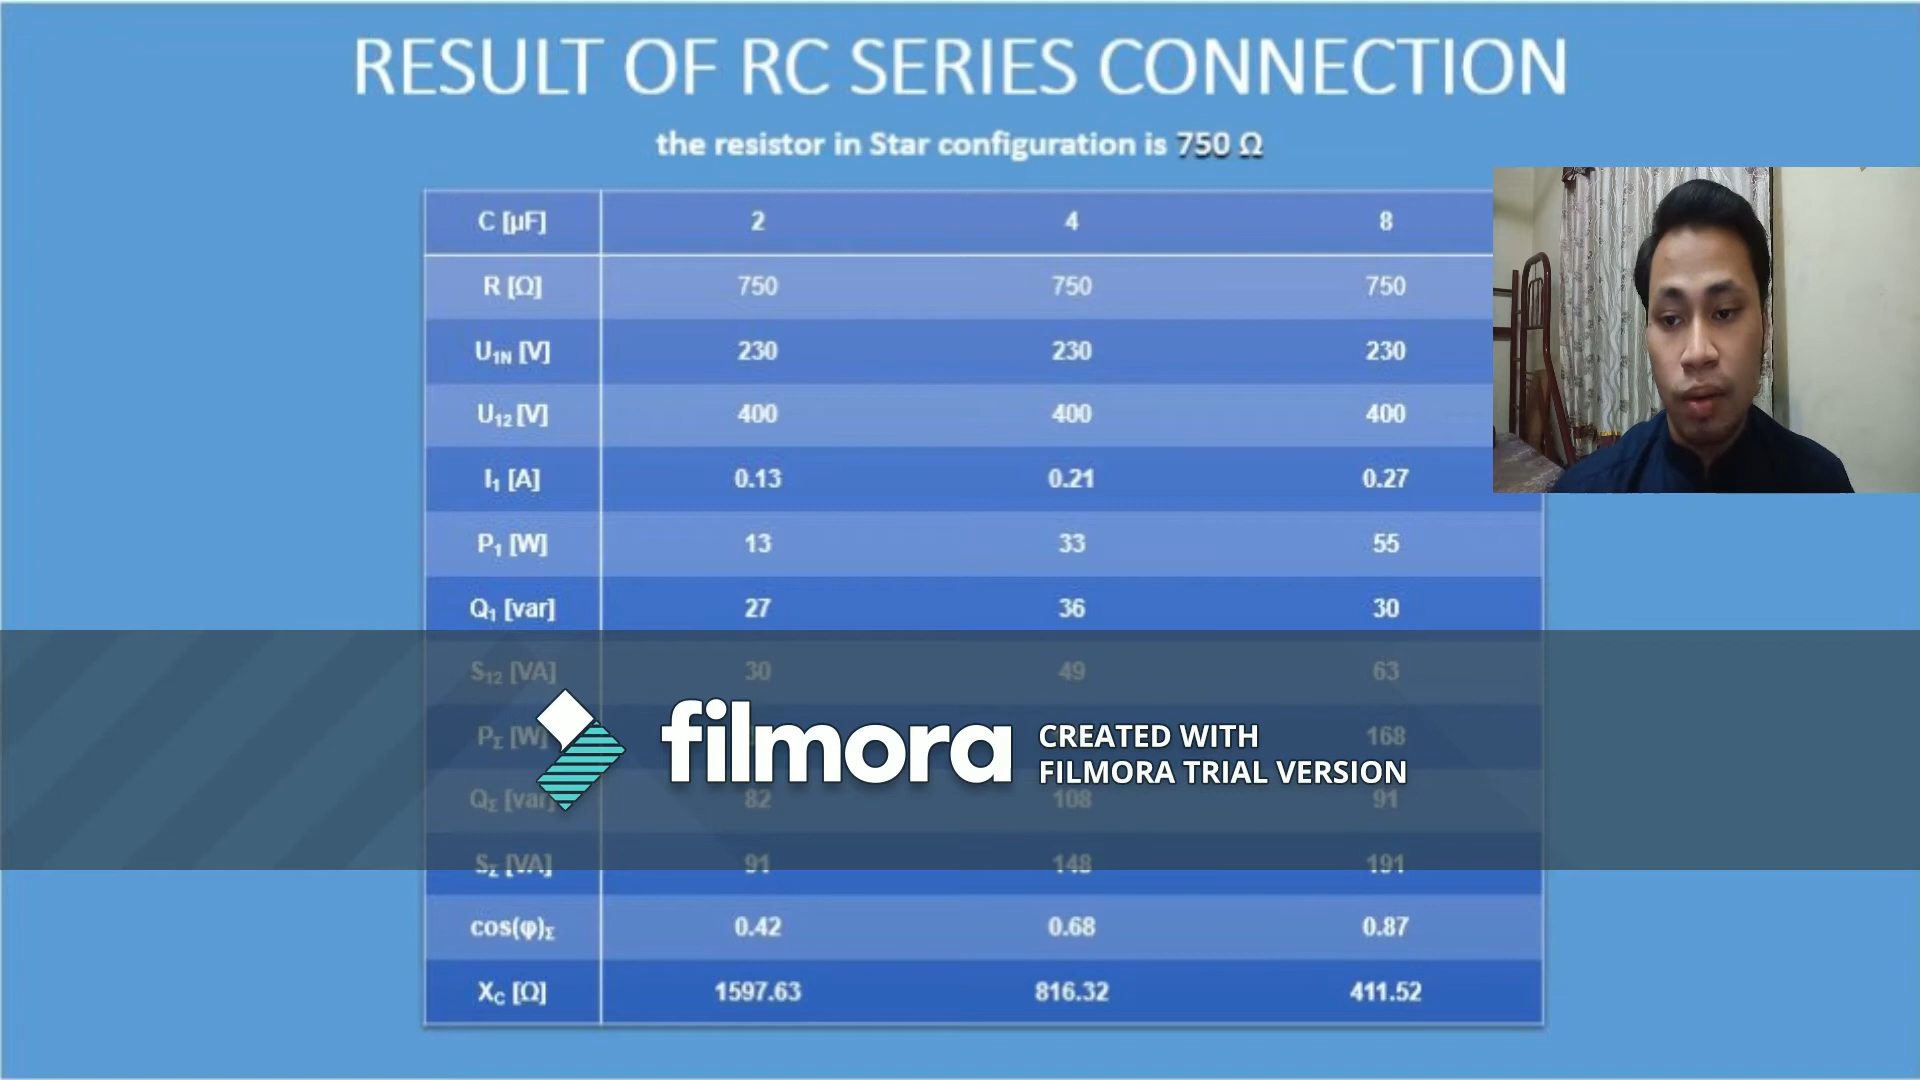 RESULT OF RC SERIES CONNECTION
the resistor in Star configuration is 750 Ω
C [µF] 2 4 8
R [Ω] 750 750 750
U1N [V] 230 230 230
U12 [V] 400 400 400
I1 [A] 0.13 0.21 0.27
P1 [W] 13 33 55
Q1 [var] 27 36 30
S12 [VA] 30 49 63
PΣ [W] 168
QΣ [var] 82 108 91
filmora
CREATED WITH
FILMORA TRIAL VERSION
SΣ [VA] 91 148 191
cos(φ)Σ 0.42 0.68 0.87
XC [Ω] 1597.63 816.32 411.52